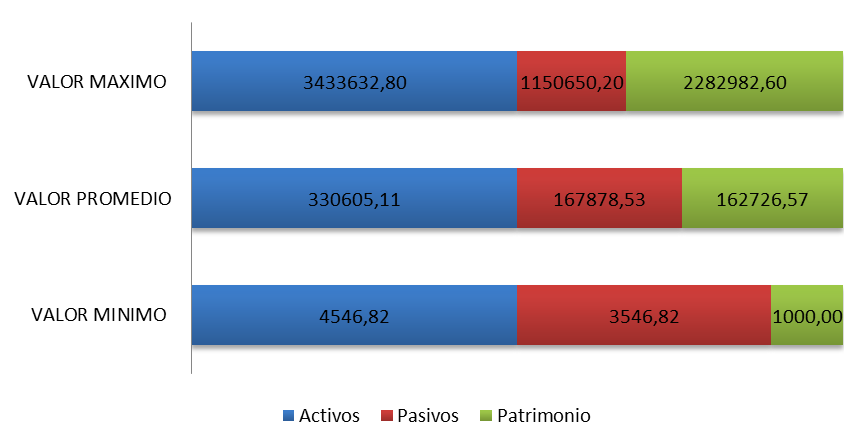 VALOR MAXIMO 3433632,80 1150650,20 2282982,60
VALOR PROMEDIO 330605,11 167878,53 162726,57
VALOR MINIMO 4546,82 3546,82 1000,00
Activos Pasivos Patrimonio